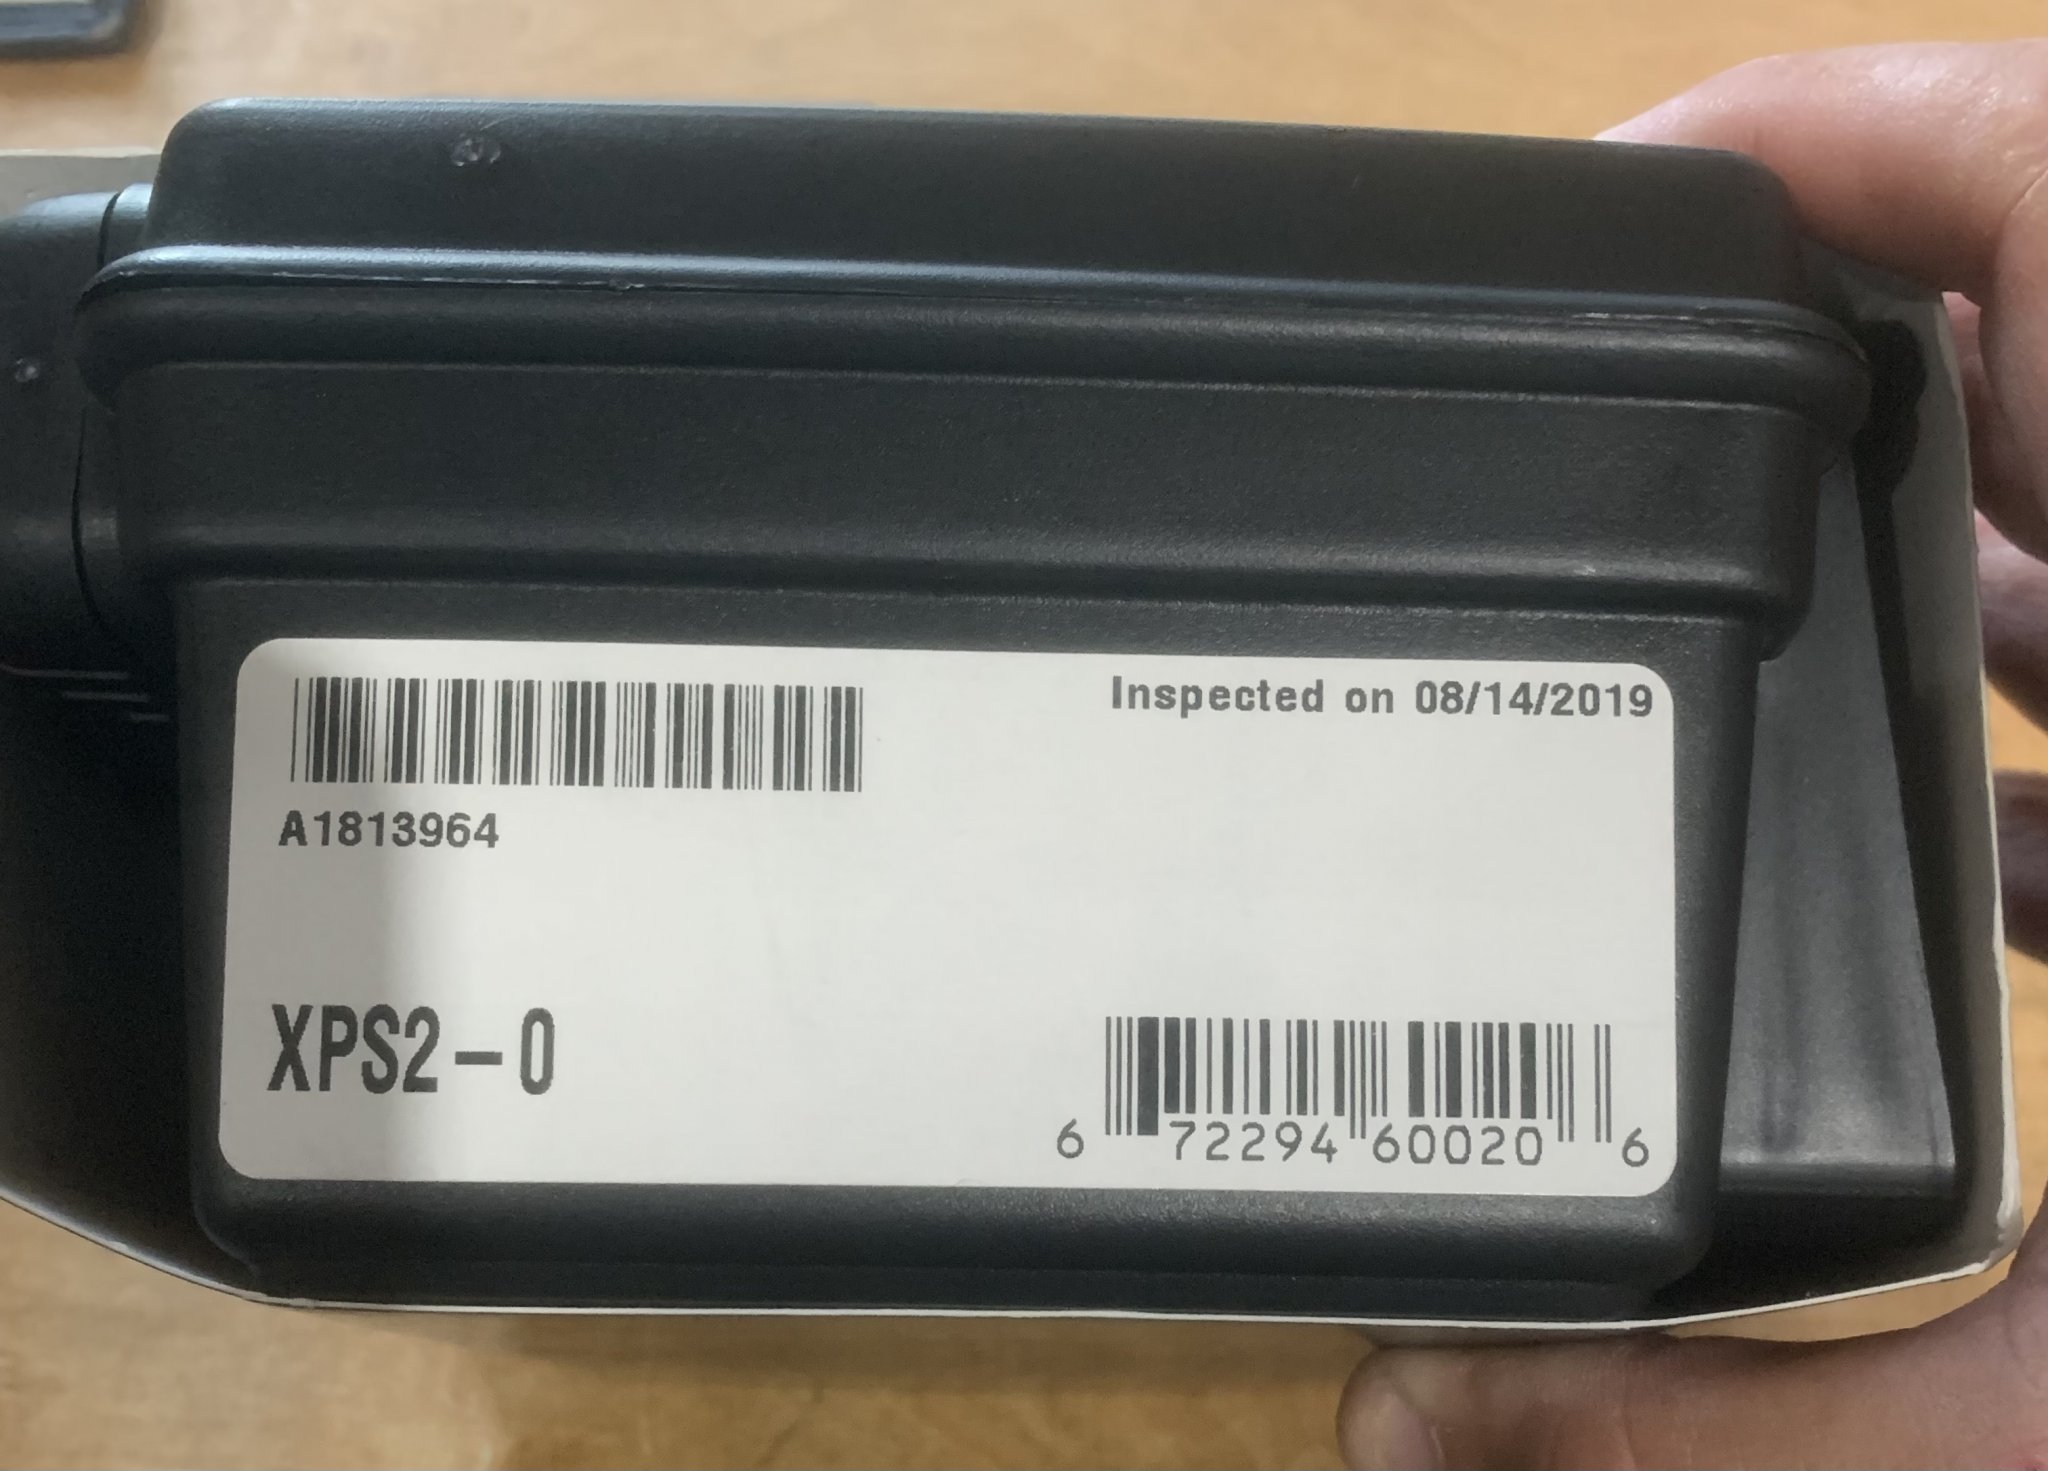 Inspected on 08/14/2019
A1813964
XPS2-0
6 72294 60020 6